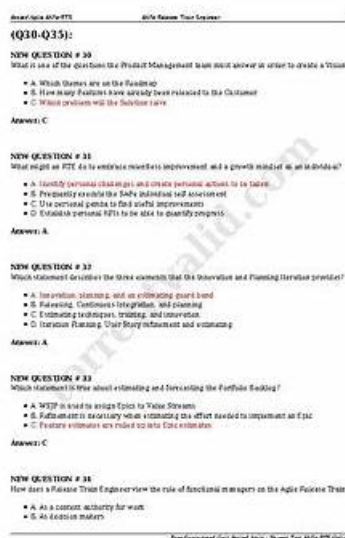 (Q30-Q35):
NEW QUESTION # 30
What is one of the questions the Product Management team must answer in order to create a Vision
A. Which themes are on the Roadmap
B. How many Features have already been released to the Customer
C. Which problem will the Solution solve
Answer: C
NEW QUESTION # 31
What might an RTE do to embrace relentless improvement and a growth mindset as an individual?
A. Identify personal challenges and create personal actions to be taken
B. Frequently execute the SAFe individual self assessment
C. Use personal gemba to find useful improvements
D. Establish personal KPIs to be able to quantify progress
Answer: A
NEW QUESTION # 32
Which statement describes the three elements that the Innovation and Planning Iteration provides?
A. Innovation, planning, and an estimating guard band
B. Relearning, Continuous Integration, and planning
C. Estimating techniques, training, and innovation
D. Iteration Planning, User Story refinement and estimating
Answer: A
NEW QUESTION # 33
Which statement is true about estimating and forecasting the Portfolio Backlog?
A. WSJF is used to assign Epics to Value Streams
B. Refinement is necessary when estimating the effort needed to implement an Epic
C. Feature estimates are rolled up into Epic estimates
Answer: C
NEW QUESTION # 34
How does a Release Train Engineer view the role of functional managers on the Agile Release Train
A. As a content authority for work
B. As decision makers